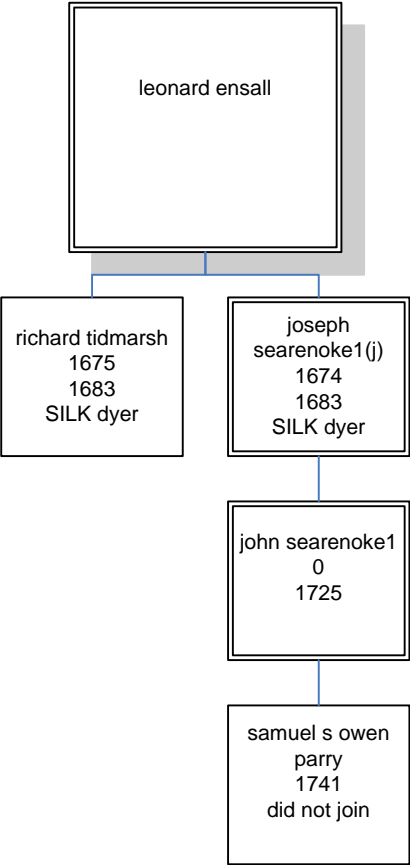 leonard ensall
richard tidmarsh
1675
1683
SILK dyer
joseph
searenoke1(j)
1674
1683
SILK dyer
john searenoke1
0
1725
samuel s owen
parry
1741
did not join